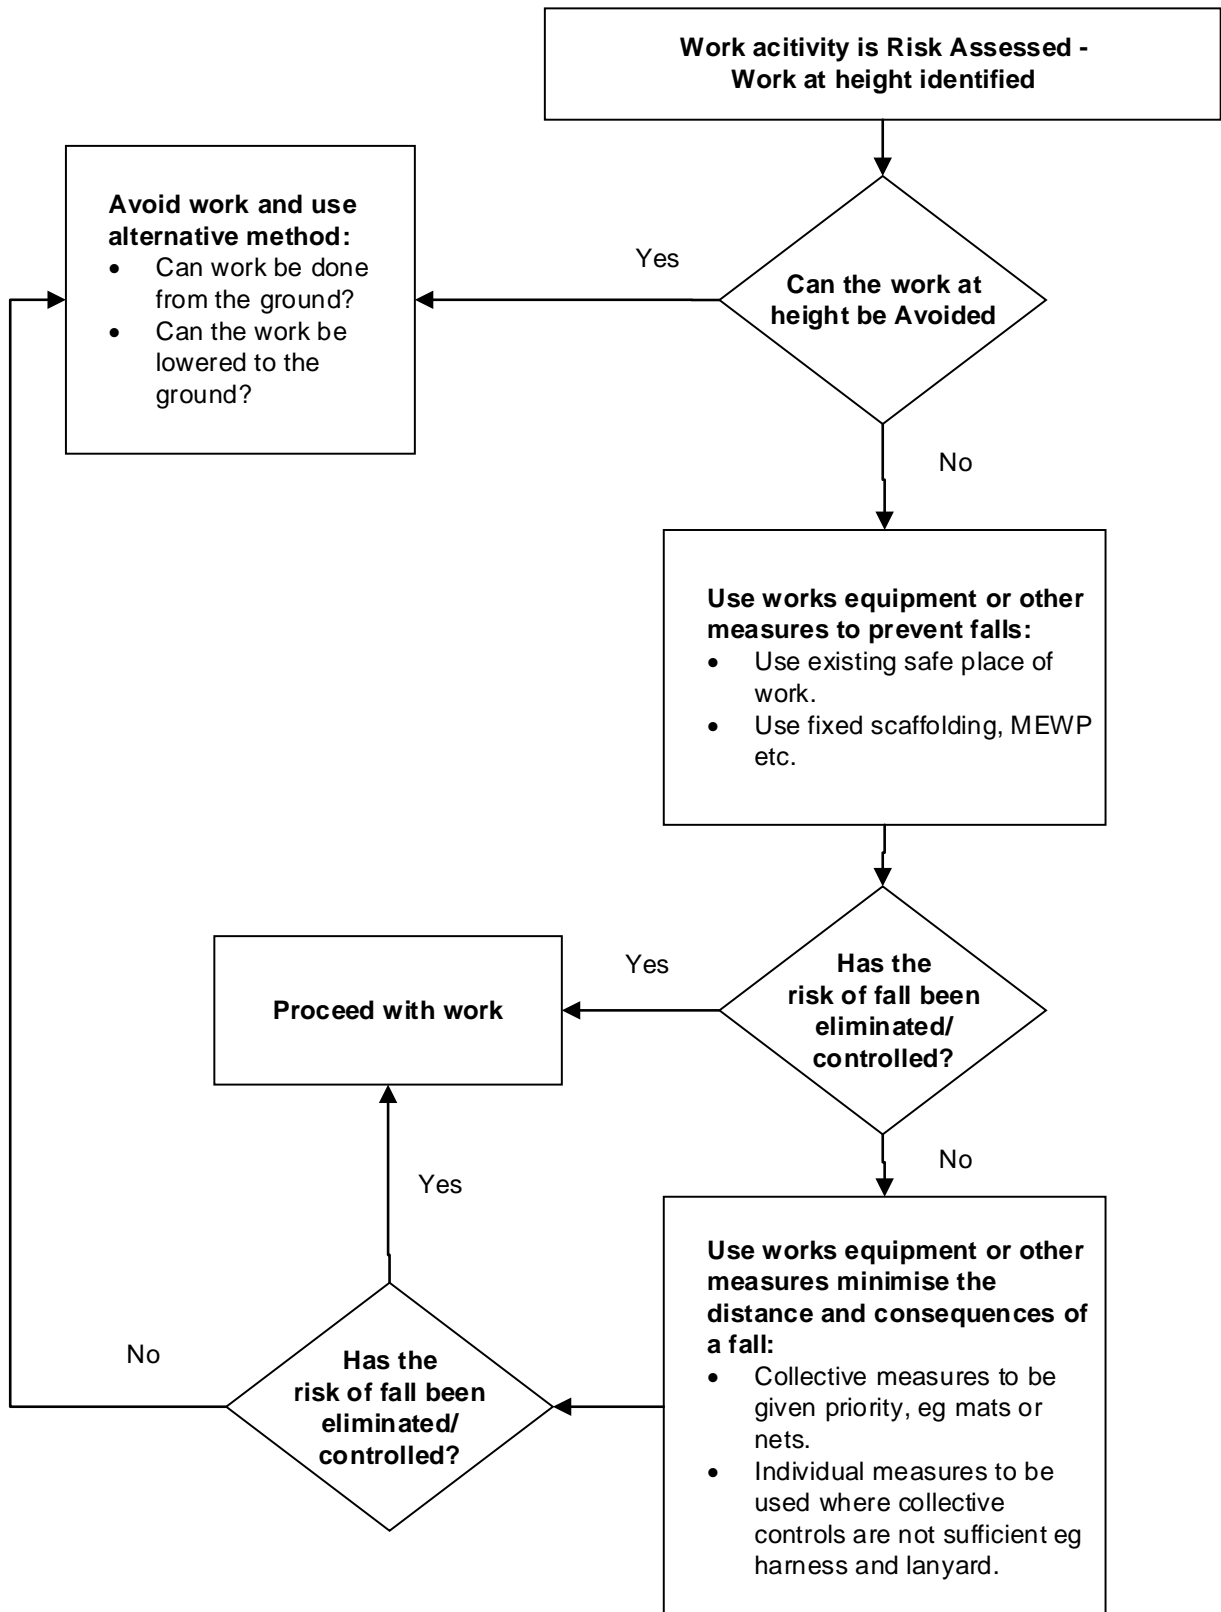 Work acitivity is Risk Assessed -
Work at height identified
Avoid work and use
alternative method:
• Can work be done
from the ground?
• Can the work be
lowered to the
ground?
Yes
Can the work at
height be Avoided
No
Use works equipment or other
measures to prevent falls:
• Use existing safe place of
work.
• Use fixed scaffolding, MEWP
etc.
Proceed with work
Yes
Has the
risk of fall been
eliminated/
controlled?
No
Yes
Use works equipment or other
measures minimise the
distance and consequences of
a fall:
• Collective measures to be
given priority, eg mats or
nets.
• Individual measures to be
used where collective
controls are not sufficient eg
harness and lanyard.
No
Has the
risk of fall been
eliminated/
controlled?